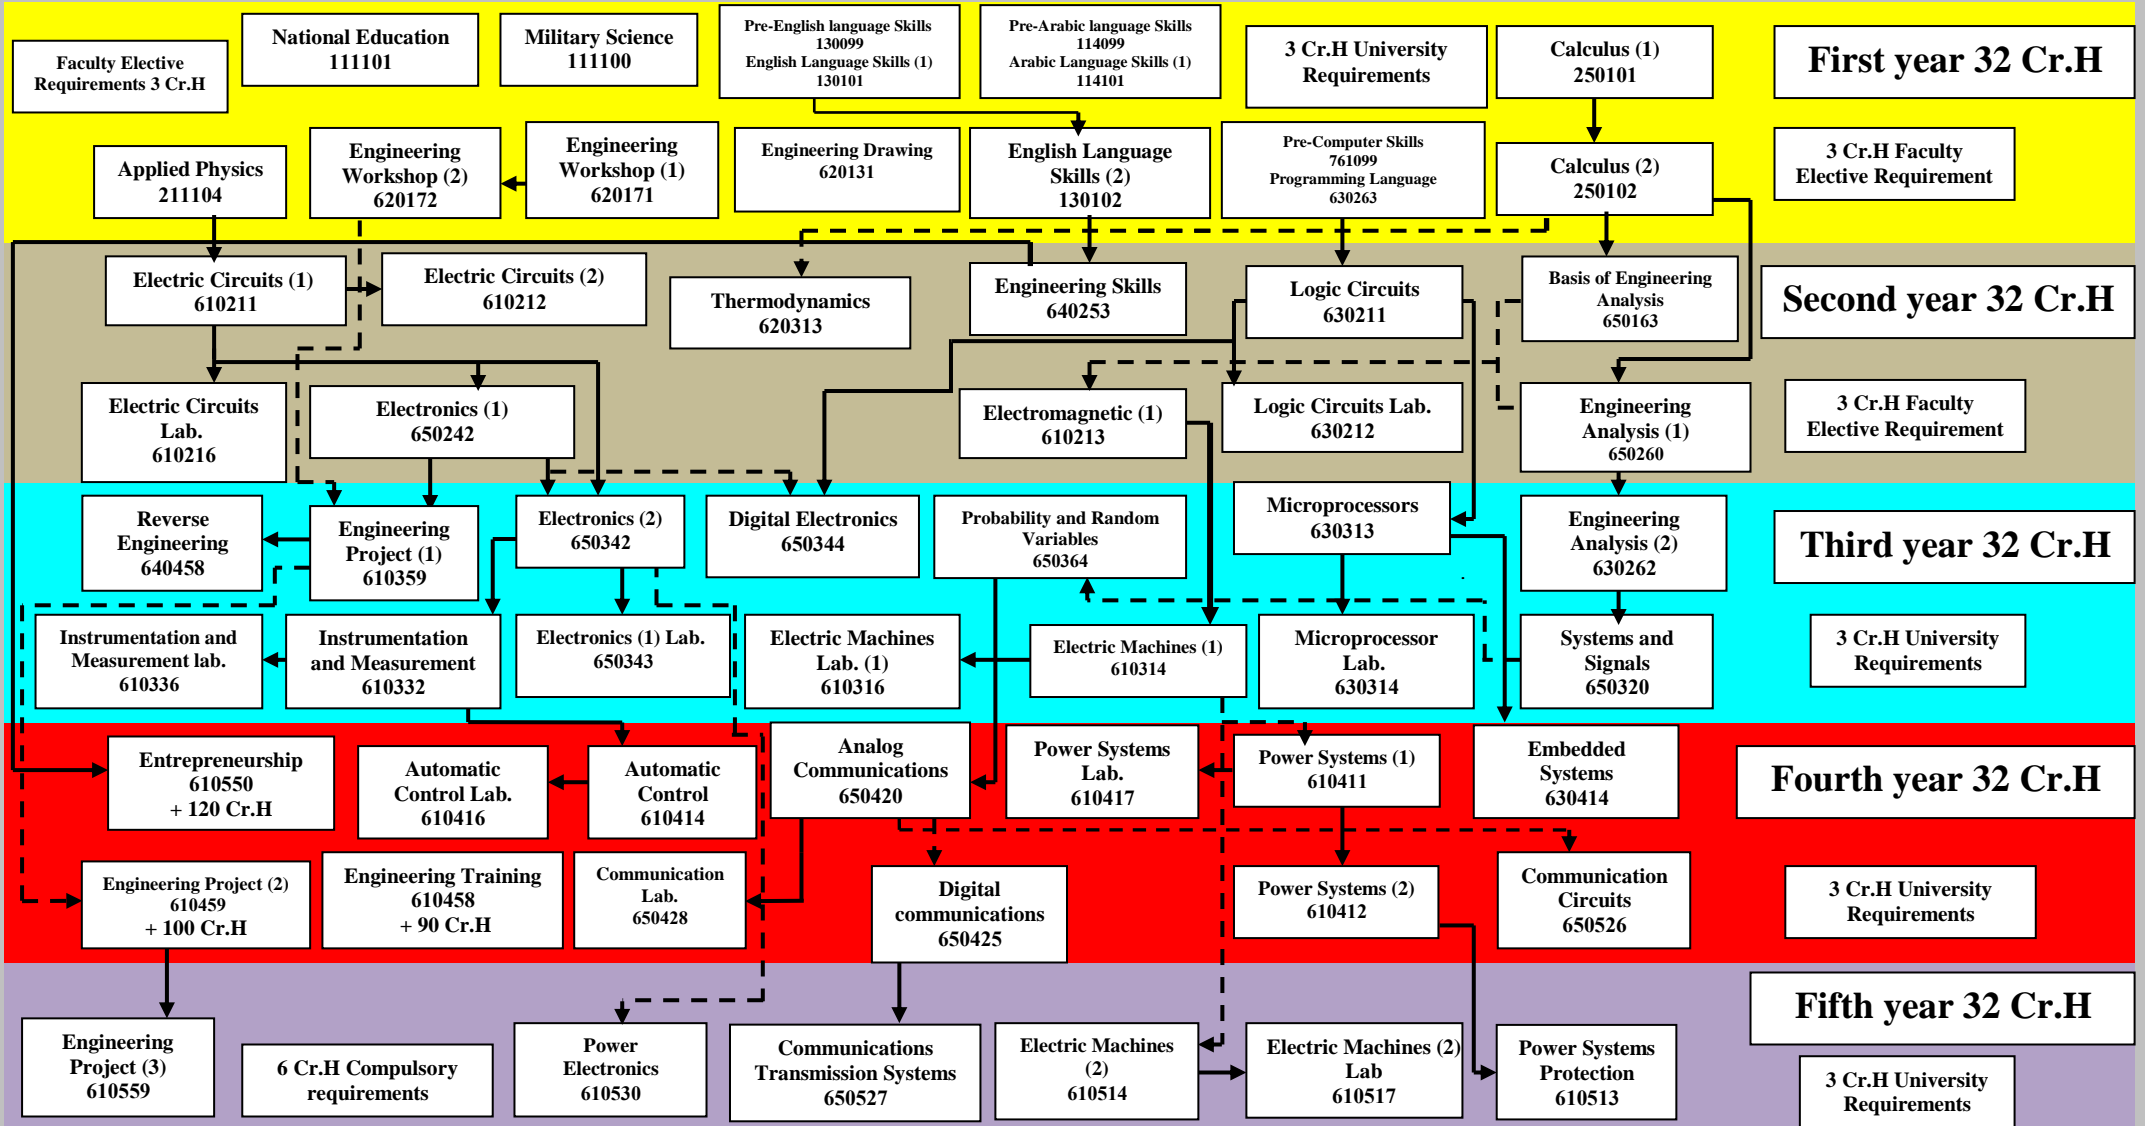 Faculty Elective
Requirements 3 Cr.H
National Education
111101
Military Science
111100
Pre-English language Skills
130099
English Language Skills (1)
130101
Pre-Arabic language Skills
114099
Arabic Language Skills (1)
114101
3 Cr.H University
Requirements
Calculus (1)
250101
First year 32 Cr.H
Applied Physics
211104
Engineering
Workshop (2)
620172
Engineering
Workshop (1)
620171
Engineering Drawing
620131
English Language
Skills (2)
130102
Pre-Computer Skills
761099
Programming Language
630263
Calculus (2)
250102
3 Cr.H Faculty
Elective Requirement
Electric Circuits (1)
610211
Electric Circuits (2)
610212
Thermodynamics
620313
Engineering Skills
640253
Logic Circuits
630211
Basis of Engineering
Analysis
650163
Second year 32 Cr.H
Electric Circuits
Lab.
610216
Electronics (1)
650242
Electromagnetic (1)
610213
Logic Circuits Lab.
630212
Engineering
Analysis (1)
650260
3 Cr.H Faculty
Elective Requirement
Reverse
Engineering
640458
Engineering
Project (1)
610359
Electronics (2)
650342
Digital Electronics
650344
Probability and Random
Variables
650364
Microprocessors
630313
Engineering
Analysis (2)
630262
Third year 32 Cr.H
Instrumentation and
Measurement lab.
610336
Instrumentation
and Measurement
610332
Electronics (1) Lab.
650343
Electric Machines
Lab. (1)
610316
Electric Machines (1)
610314
Microprocessor
Lab.
630314
Systems and
Signals
650320
3 Cr.H University
Requirements
Entrepreneurship
610550
+ 120 Cr.H
Automatic
Control Lab.
610416
Automatic
Control
610414
Analog
Communications
650420
Power Systems
Lab.
610417
Power Systems (1)
610411
Embedded
Systems
630414
Fourth year 32 Cr.H
Engineering Project (2)
610459
+ 100 Cr.H
Engineering Training
610458
+ 90 Cr.H
Communication
Lab.
650428
Digital
communications
650425
Power Systems (2)
610412
Communication
Circuits
650526
3 Cr.H University
Requirements
Fifth year 32 Cr.H
Engineering
Project (3)
610559
6 Cr.H Compulsory
requirements
Power
Electronics
610530
Communications
Transmission Systems
650527
Electric Machines
(2)
610514
Electric Machines (2)
Lab
610517
Power Systems
Protection
610513
3 Cr.H University
Requirements